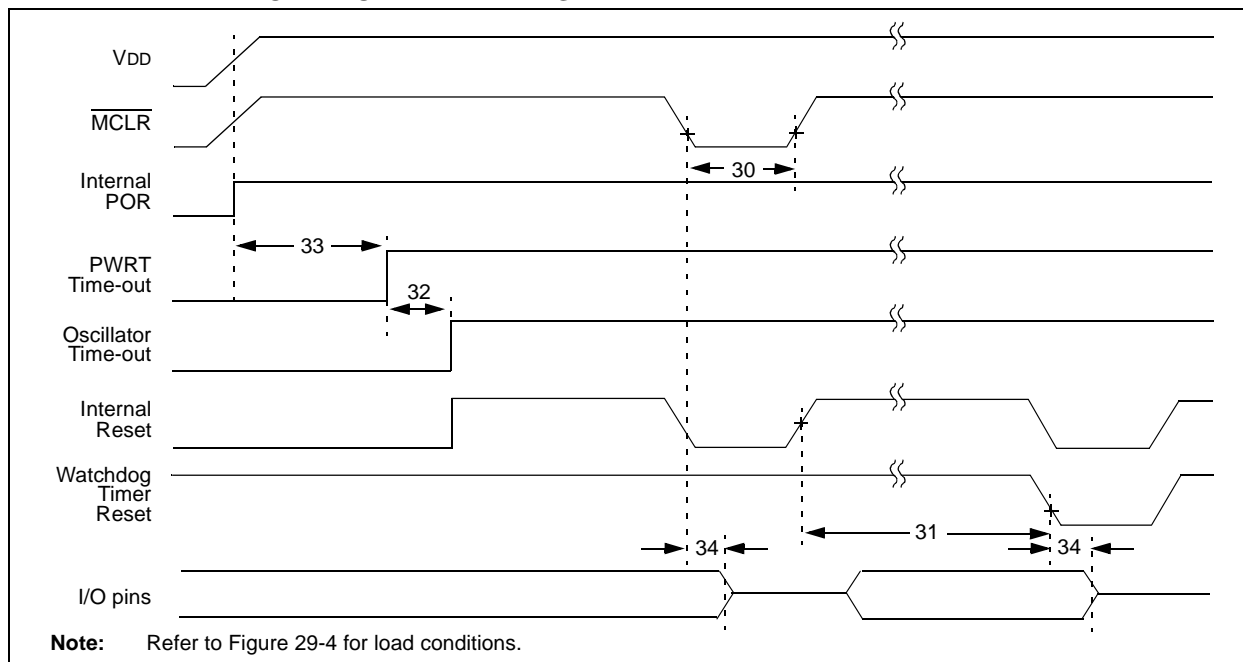 VDD
MCLR
Internal
POR
30
33
PWRT
Time-out
32
Oscillator
Time-out
Internal
Reset
Watchdog
Timer
Reset
31
34
34
I/O pins
Note: Refer to Figure 29-4 for load conditions.